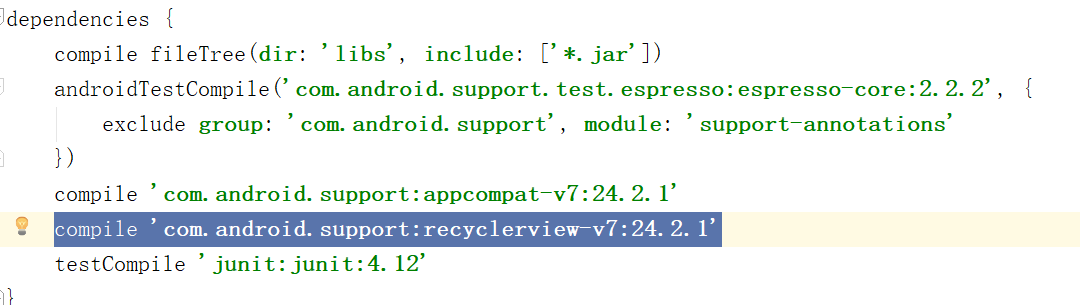 dependencies {
    compile fileTree(dir: 'libs', include: ['*.jar'])
    androidTestCompile('com.android.support.test.espresso:espresso-core:2.2.2', {
        exclude group: 'com.android.support', module: 'support-annotations'
    })
    compile 'com.android.support:appcompat-v7:24.2.1'
    compile 'com.android.support:recyclerview-v7:24.2.1'
    testCompile 'junit:junit:4.12'
}